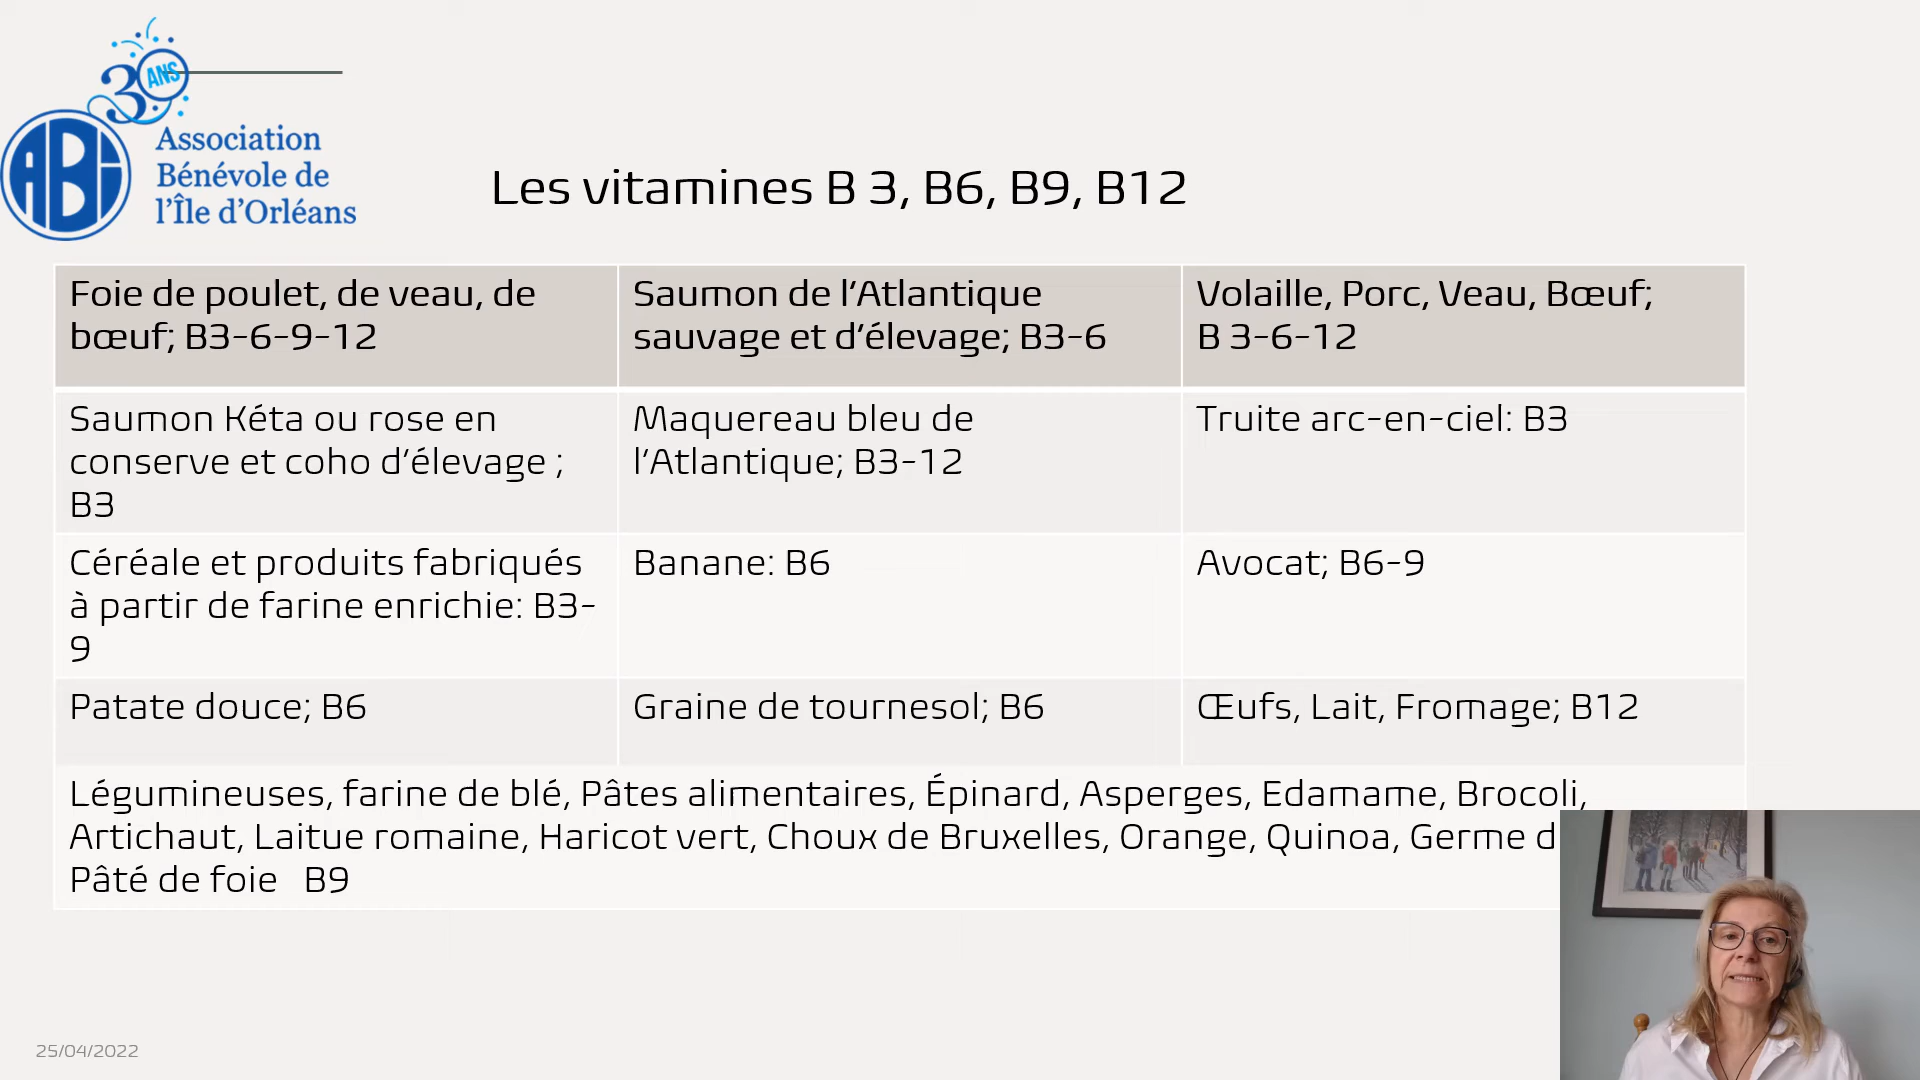 3 ANS
ABi
Association
Bénévole de
l'Île d'Orléans
Les vitamines B 3, B6, B9, B12
Foie de poulet, de veau, de
bœuf; B3-6-9-12
Saumon de l'Atlantique
sauvage et d'élevage; B3-6
Volaille, Porc, Veau, Bœuf;
B 3-6-12
Saumon Kéta ou rose en
conserve et coho d'élevage ;
B3
Maquereau bleu de
l'Atlantique; B3-12
Truite arc-en-ciel: B3
Céréale et produits fabriqués
à partir de farine enrichie: B3-
9
Banane: B6
Avocat; B6-9
Patate douce; B6
Graine de tournesol; B6
Œufs, Lait, Fromage; B12
Légumineuses, farine de blé, Pâtes alimentaires, Épinard, Asperges, Edamame, Brocoli,
Artichaut, Laitue romaine, Haricot vert, Choux de Bruxelles, Orange, Quinoa, Germe d
Pâté de foie B9
25/04/2022